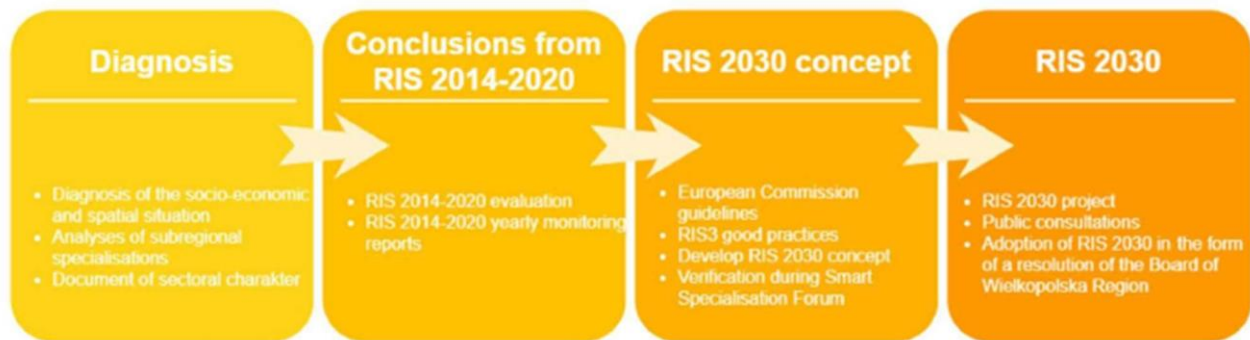 Diagnosis
• Diagnosis of the socio-economic
and spatial situation
• Analyses of subregional
specialisations
• Document of sectoral charakter
Conclusions from
RIS 2014-2020
• RIS 2014-2020 evaluation
• RIS 2014-2020 yearly monitoring
reports
RIS 2030 concept
• European Commission
guidelines
• RIS3 good practices
• Develop RIS 2030 concept
• Verification during Smart
Specialisation Forum
RIS 2030
• RIS 2030 project
• Public consultations
• Adoption of RIS 2030 in the form
of a resolution of the Board of
Wielkopolska Region